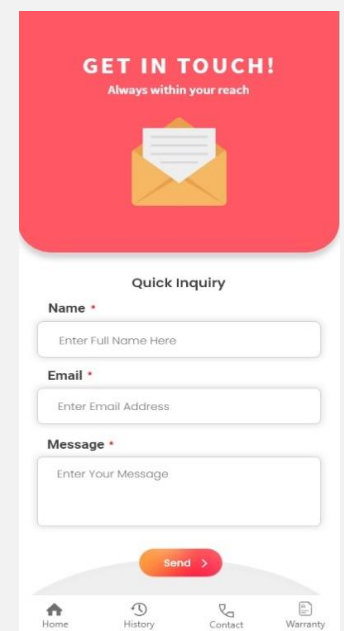 GET IN TOUCH!
Always within your reach
Quick Inquiry
Name *
Enter Full Name Here
Email *
Enter Email Address
Message *
Enter Your Message
Send >
Home History Contact Warranty